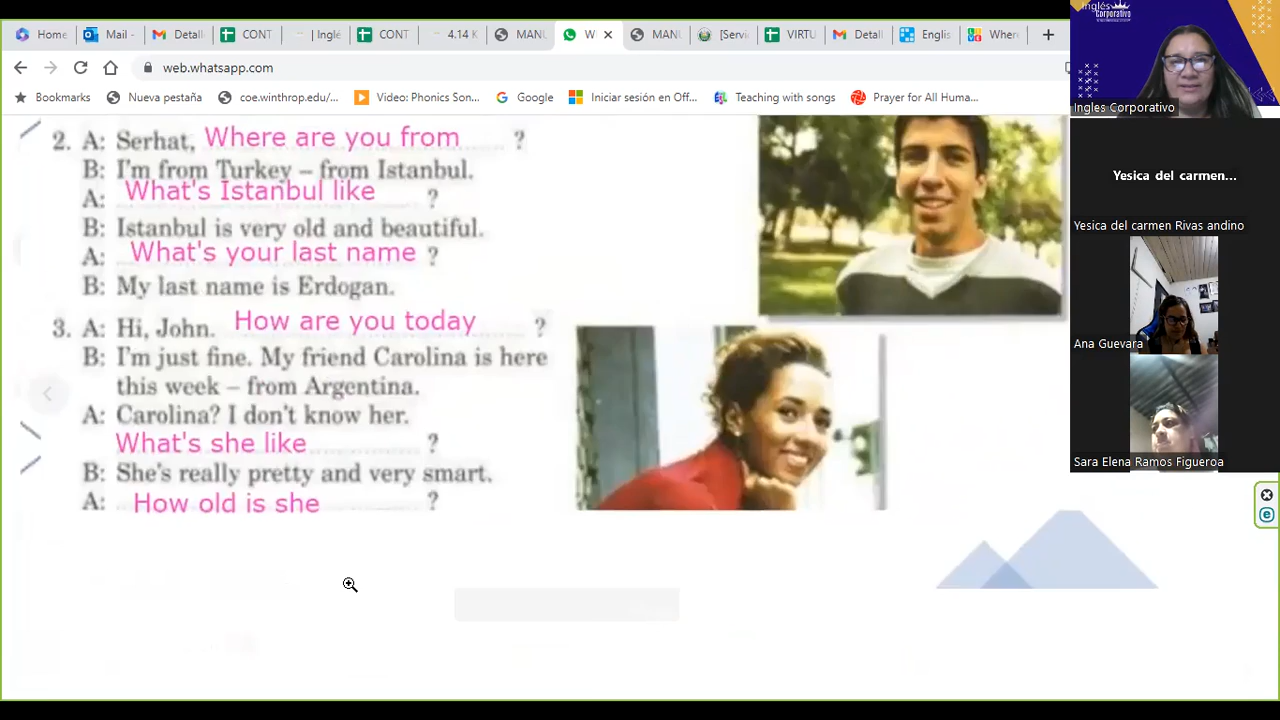 Home
Mail -
Detall
CONT
Inglé
CONT
4.14 K
MANU
W
MANU
[Servi
VIRTU
Detall
Englis
Where
web.whatsapp.com
Bookmarks
Nueva pestaña
coe.winthrop.edu/...
Video: Phonics Son...
Google
Iniciar sesión en Off...
Teaching with songs
Prayer for All Huma...
2. A: Serhat, Where are you from ?
B: I'm from Turkey – from Istanbul.
A: What's Istanbul like ?
B: Istanbul is very old and beautiful.
A: What's your last name ?
B: My last name is Erdogan.
3. A: Hi, John. How are you today ?
B: I'm just fine. My friend Carolina is here
this week – from Argentina.
A: Carolina? I don't know her.
What's she like ?
B: She's really pretty and very smart.
A: How old is she ?
Inglés
Corporativo
Ingles Corporativo
Yesica del carmen...
Yesica del carmen Rivas andino
Ana Guevara
Sara Elena Ramos Figueroa